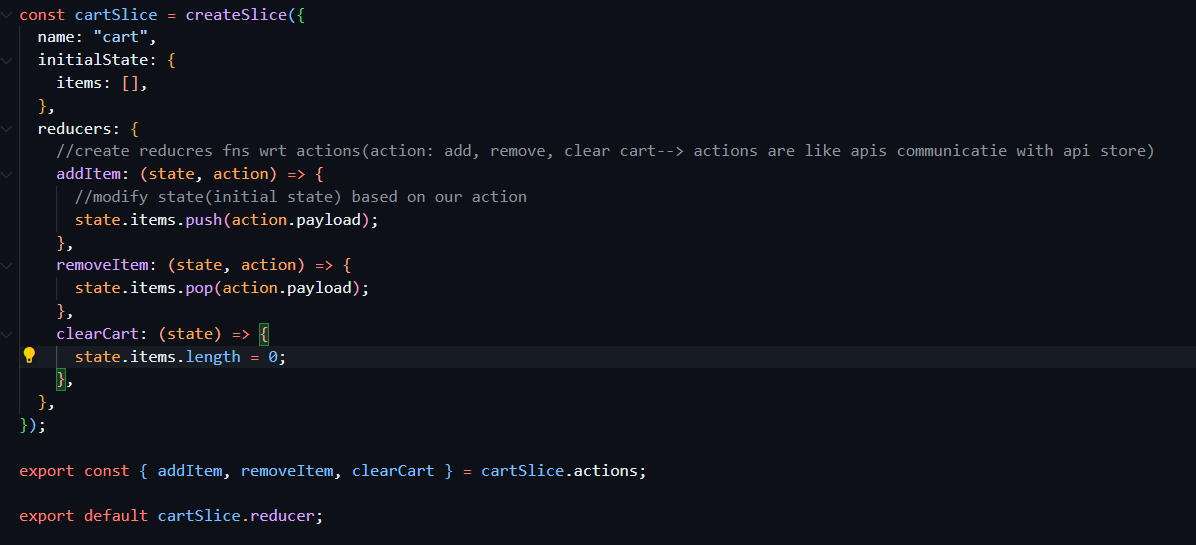 const cartSlice = createSlice({
name: "cart",
initialState: {
items: [],
},
reducers: {
//create reducres fns wrt actions(action: add, remove, clear cart--> actions are like apis communicatie with api store)
addItem: (state, action) => {
//modify state(initial state) based on our action
state.items.push(action.payload);
},
removeItem: (state, action) => {
state.items.pop(action.payload);
},
clearCart: (state) => {
state.items.length = 0;
},
},
});
export const { addItem, removeItem, clearCart } = cartSlice.actions;
export default cartSlice.reducer;